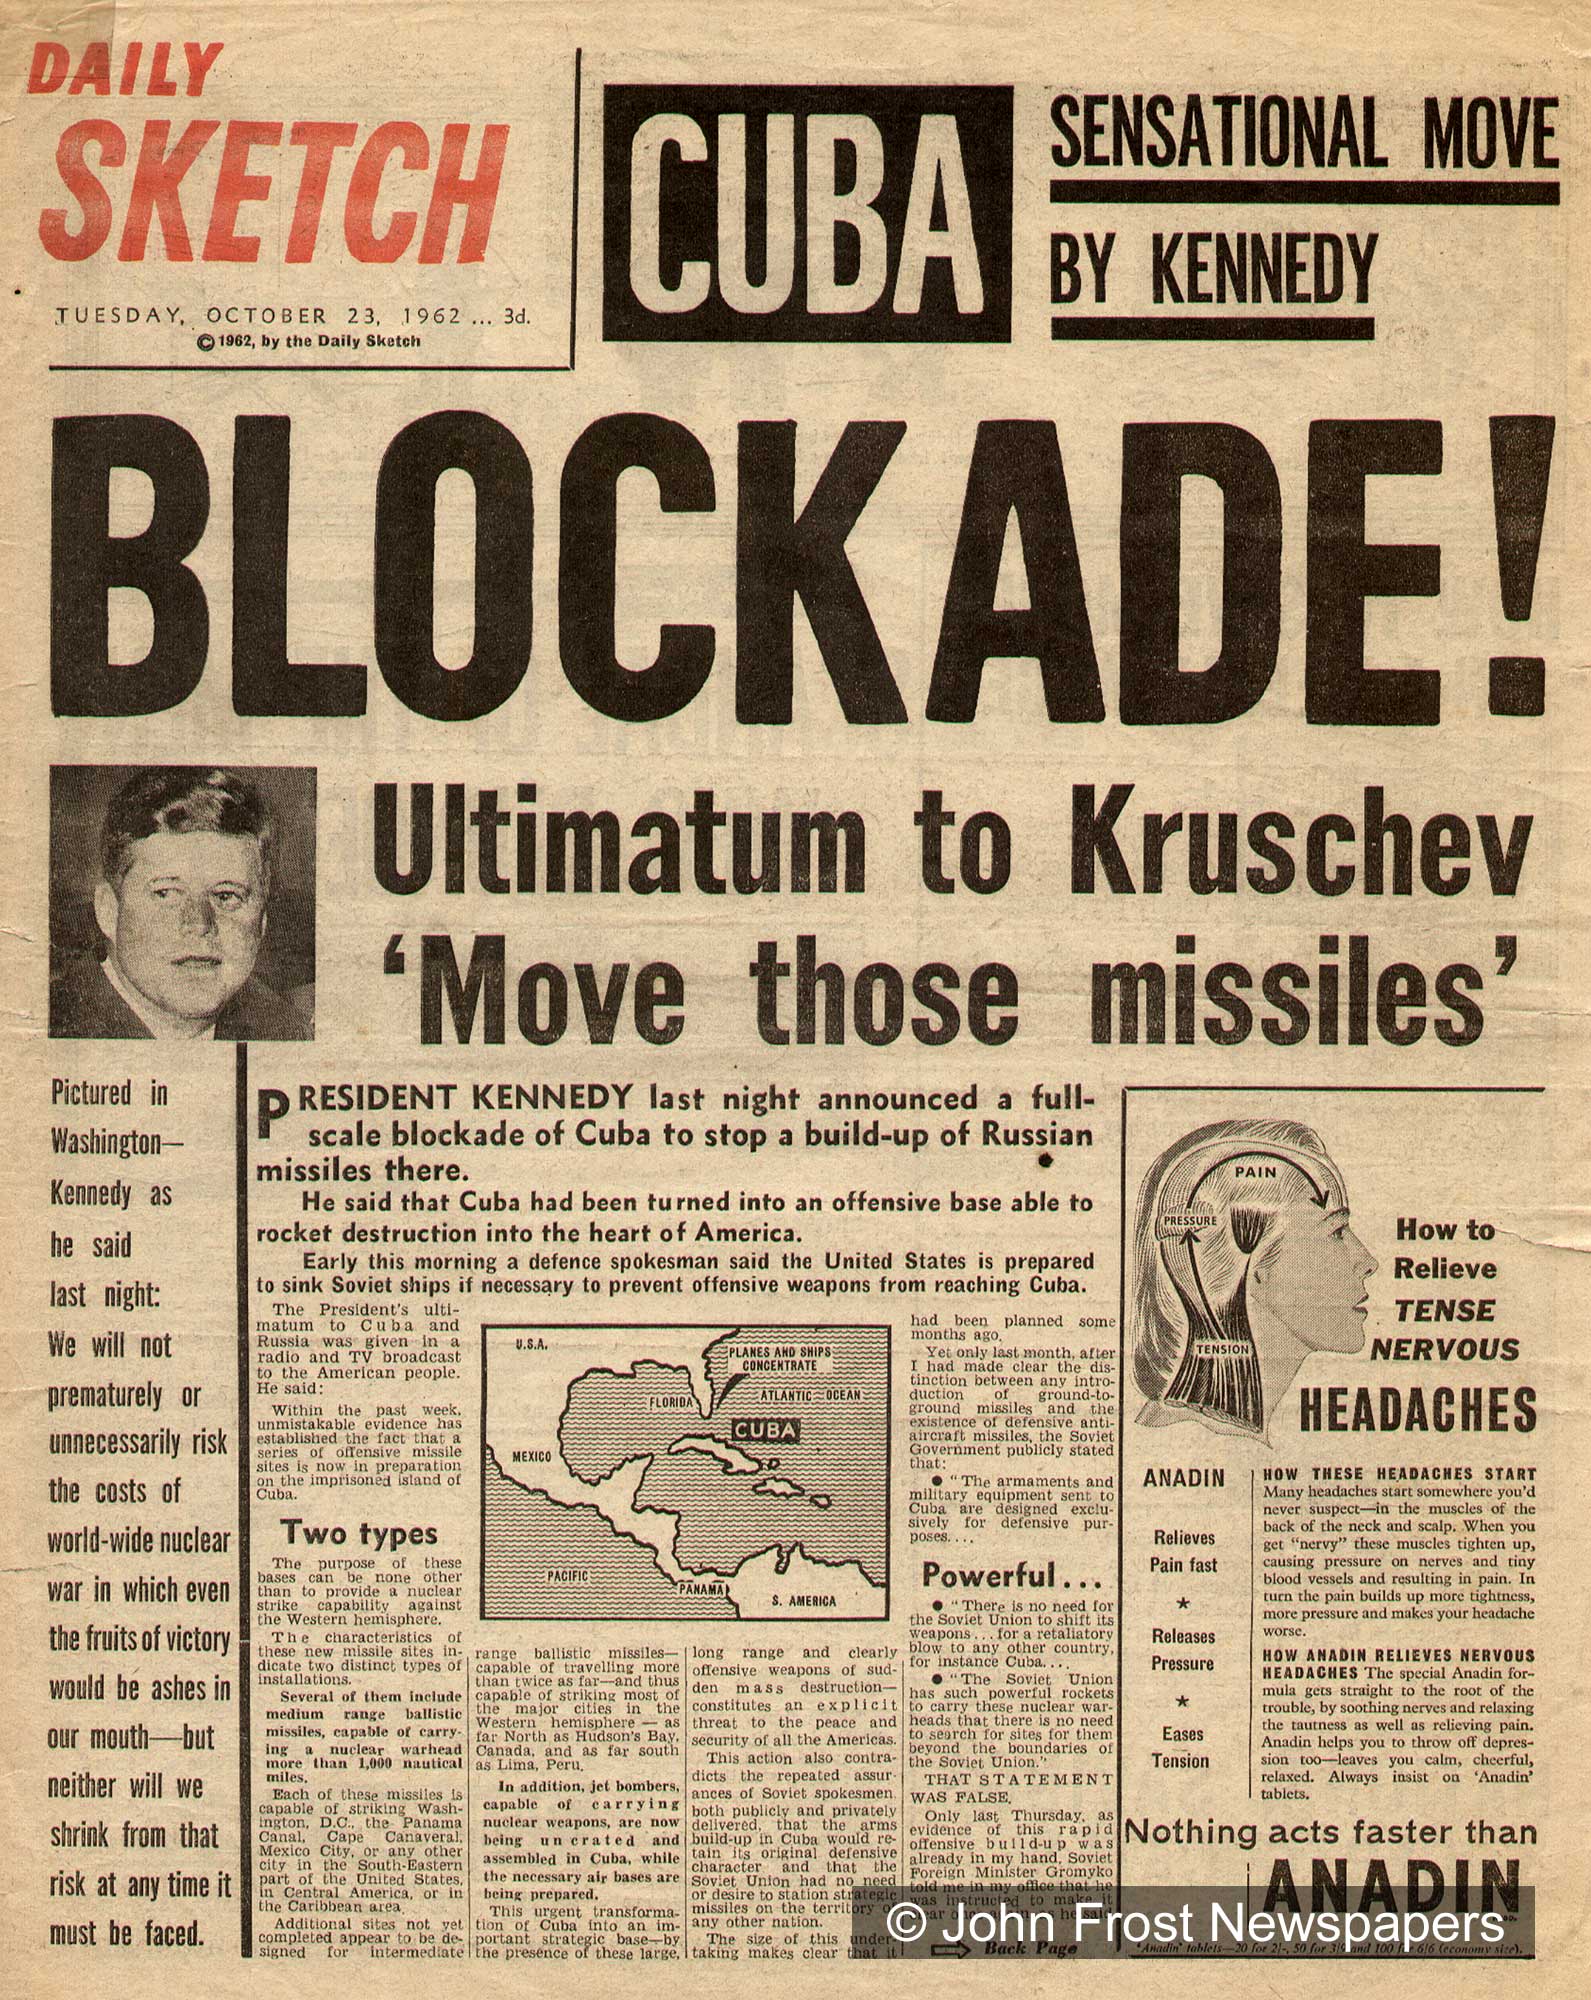 DAILY
SKETCH
TUESDAY, OCTOBER 23, 1962 ... 3d.
© 1962, by the Daily Sketch
CUBA
SENSATIONAL MOVE
BY KENNEDY
BLOCKADE!
Ultimatum to Kruschev
‘Move those missiles’
Pictured in
Washington—
Kennedy as
he said
last night:
We will not
prematurely or
unnecessarily risk
the costs of
world-wide nuclear
war in which even
the fruits of victory
would be ashes in
our mouth—but
neither will we
shrink from that
risk at any time it
must be faced.
PRESIDENT KENNEDY last night announced a full-
scale blockade of Cuba to stop a build-up of Russian
missiles there.
He said that Cuba had been turned into an offensive base able to
rocket destruction into the heart of America.
Early this morning a defence spokesman said the United States is prepared
to sink Soviet ships if necessary to prevent offensive weapons from reaching Cuba.
The President's ulti-
matum to Cuba and
Russia was given in a
radio and TV broadcast
to the American people.
He said:
Within the past week,
unmistakable evidence has
established the fact that a
series of offensive missile
sites is now in preparation
on the imprisoned island of
Cuba.
Two types
The purpose of these
bases can be none other
than to provide a nuclear
strike capability against
the Western hemisphere.
The characteristics of
these new missile sites in-
dicate two distinct types of
installations.
Several of them include
medium range ballistic
missiles, capable of carry-
ing a nuclear warhead
more than 1,000 nautical
miles.
Each of these missiles is
capable of striking Wash-
ington, D.C., the Panama
Canal, Cape Canaveral,
Mexico City, or any other
city in the South-Eastern
part of the United States,
in Central America, or in
the Caribbean area.
Additional sites not yet
completed appear to be de-
signed for intermediate
U.S.A.
PLANES AND SHIPS
CONCENTRATE
FLORIDA
ATLANTIC OCEAN
CUBA
MEXICO
PACIFIC
PANAMA
S. AMERICA
range ballistic missiles—
capable of travelling more
than twice as far—and thus
capable of striking most of
the major cities in the
Western hemisphere — as
far North as Hudson's Bay,
Canada, and as far south
as Lima, Peru.
In addition, jet bombers,
capable of carrying
nuclear weapons, are now
being uncrated and
assembled in Cuba, while
the necessary air bases are
being prepared.
This urgent transforma-
tion of Cuba into an im-
portant strategic base—by
the presence of these large,
long range and clearly
offensive weapons of sud-
den mass destruction—
constitutes an explicit
threat to the peace and
security of all the Americas.
This action also contra-
dicts the repeated assur-
ances of Soviet spokesmen,
both publicly and privately
delivered, that the arms
build-up in Cuba would re-
tain its original defensive
character and that the
Soviet Union had no need
or desire to station strategic
missiles on the territory of
any other nation.
The size of this under-
taking makes clear that it
had been planned some
months ago.
Yet only last month, after
I had made clear the dis-
tinction between any intro-
duction of ground-to-
ground missiles and the
existence of defensive anti-
aircraft missiles, the Soviet
Government publicly stated
that:
● "The armaments and
military equipment sent to
Cuba are designed exclu-
sively for defensive pur-
poses....
Powerful...
● "There is no need for
the Soviet Union to shift its
weapons ... for a retaliatory
blow to any other country,
for instance Cuba....
● "The Soviet Union
has such powerful rockets
to carry these nuclear war-
heads that there is no need
to search for sites for them
beyond the boundaries of
the Soviet Union."
THAT STATEMENT
WAS FALSE.
Only last Thursday, as
evidence of this rapid
offensive build-up was
already in my hand, Soviet
Foreign Minister Gromyko
told me in my office that he
was instructed to make it
Back Page
PAIN
PRESSURE
TENSION
How to
Relieve
TENSE
NERVOUS
HEADACHES
ANADIN
Relieves
Pain fast
★
Releases
Pressure
★
Eases
Tension
HOW THESE HEADACHES START
Many headaches start somewhere you'd
never suspect—in the muscles of the
back of the neck and scalp. When you
get "nervy" these muscles tighten up,
causing pressure on nerves and tiny
blood vessels and resulting in pain. In
turn the pain builds up more tightness,
more pressure and makes your headache
worse.
HOW ANADIN RELIEVES NERVOUS
HEADACHES The special Anadin for-
mula gets straight to the root of the
trouble, by soothing nerves and relaxing
the tautness as well as relieving pain.
Anadin helps you to throw off depres-
sion too—leaves you calm, cheerful,
relaxed. Always insist on ‘Anadin’
tablets.
Nothing acts faster than
ANADIN
‘Anadin’ tablets—20 for 2/-, 50 for 3/9 and 100 for 6/6 (economy size).
© John Frost Newspapers